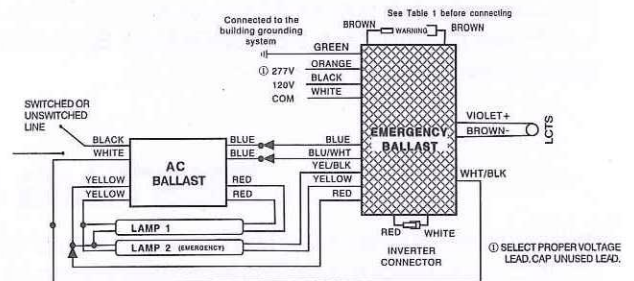 Connected to the
building grounding
system
See Table 1 before connecting
BROWN
WARNING
BROWN
GREEN
ORANGE
① 277V
BLACK
120V
WHITE
COM
SWITCHED OR
UNSWITCHED
LINE
BLACK
WHITE
YELLOW
YELLOW
AC
BALLAST
BLUE
BLUE
RED
RED
BLUE
BLU/WHT
YEL/BLK
YELLOW
RED
EMERGENCY
BALLAST
VIOLET+
BROWN-
LCTS
WHT/BLK
LAMP 1
LAMP 2 (EMERGENCY)
RED
WHITE
INVERTER
CONNECTOR
① SELECT PROPER VOLTAGE
LEAD. CAP UNUSED LEAD.